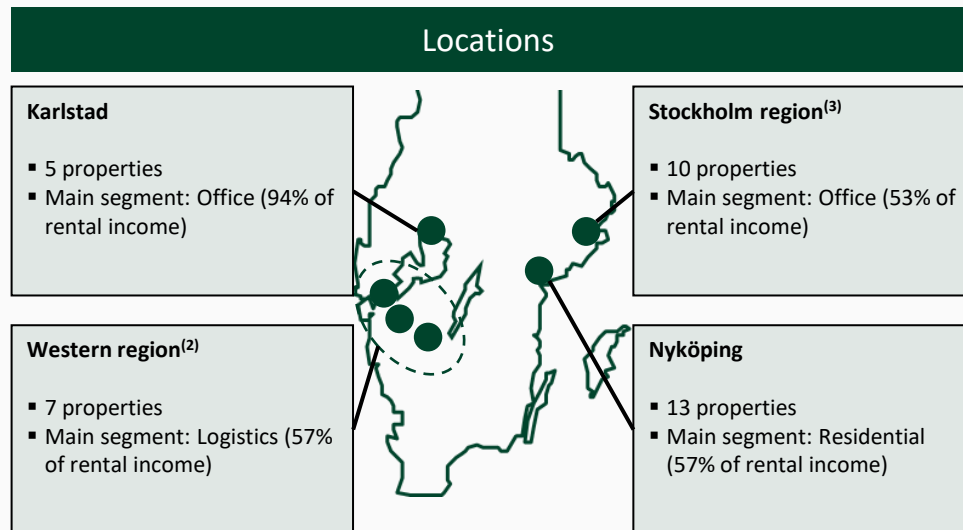 Locations
Karlstad
▪ 5 properties
▪ Main segment: Office (94% of
rental income)
Stockholm region(3)
▪ 10 properties
▪ Main segment: Office (53% of
rental income)
Western region(2)
▪ 7 properties
▪ Main segment: Logistics (57%
of rental income)
Nyköping
▪ 13 properties
▪ Main segment: Residential
(57% of rental income)